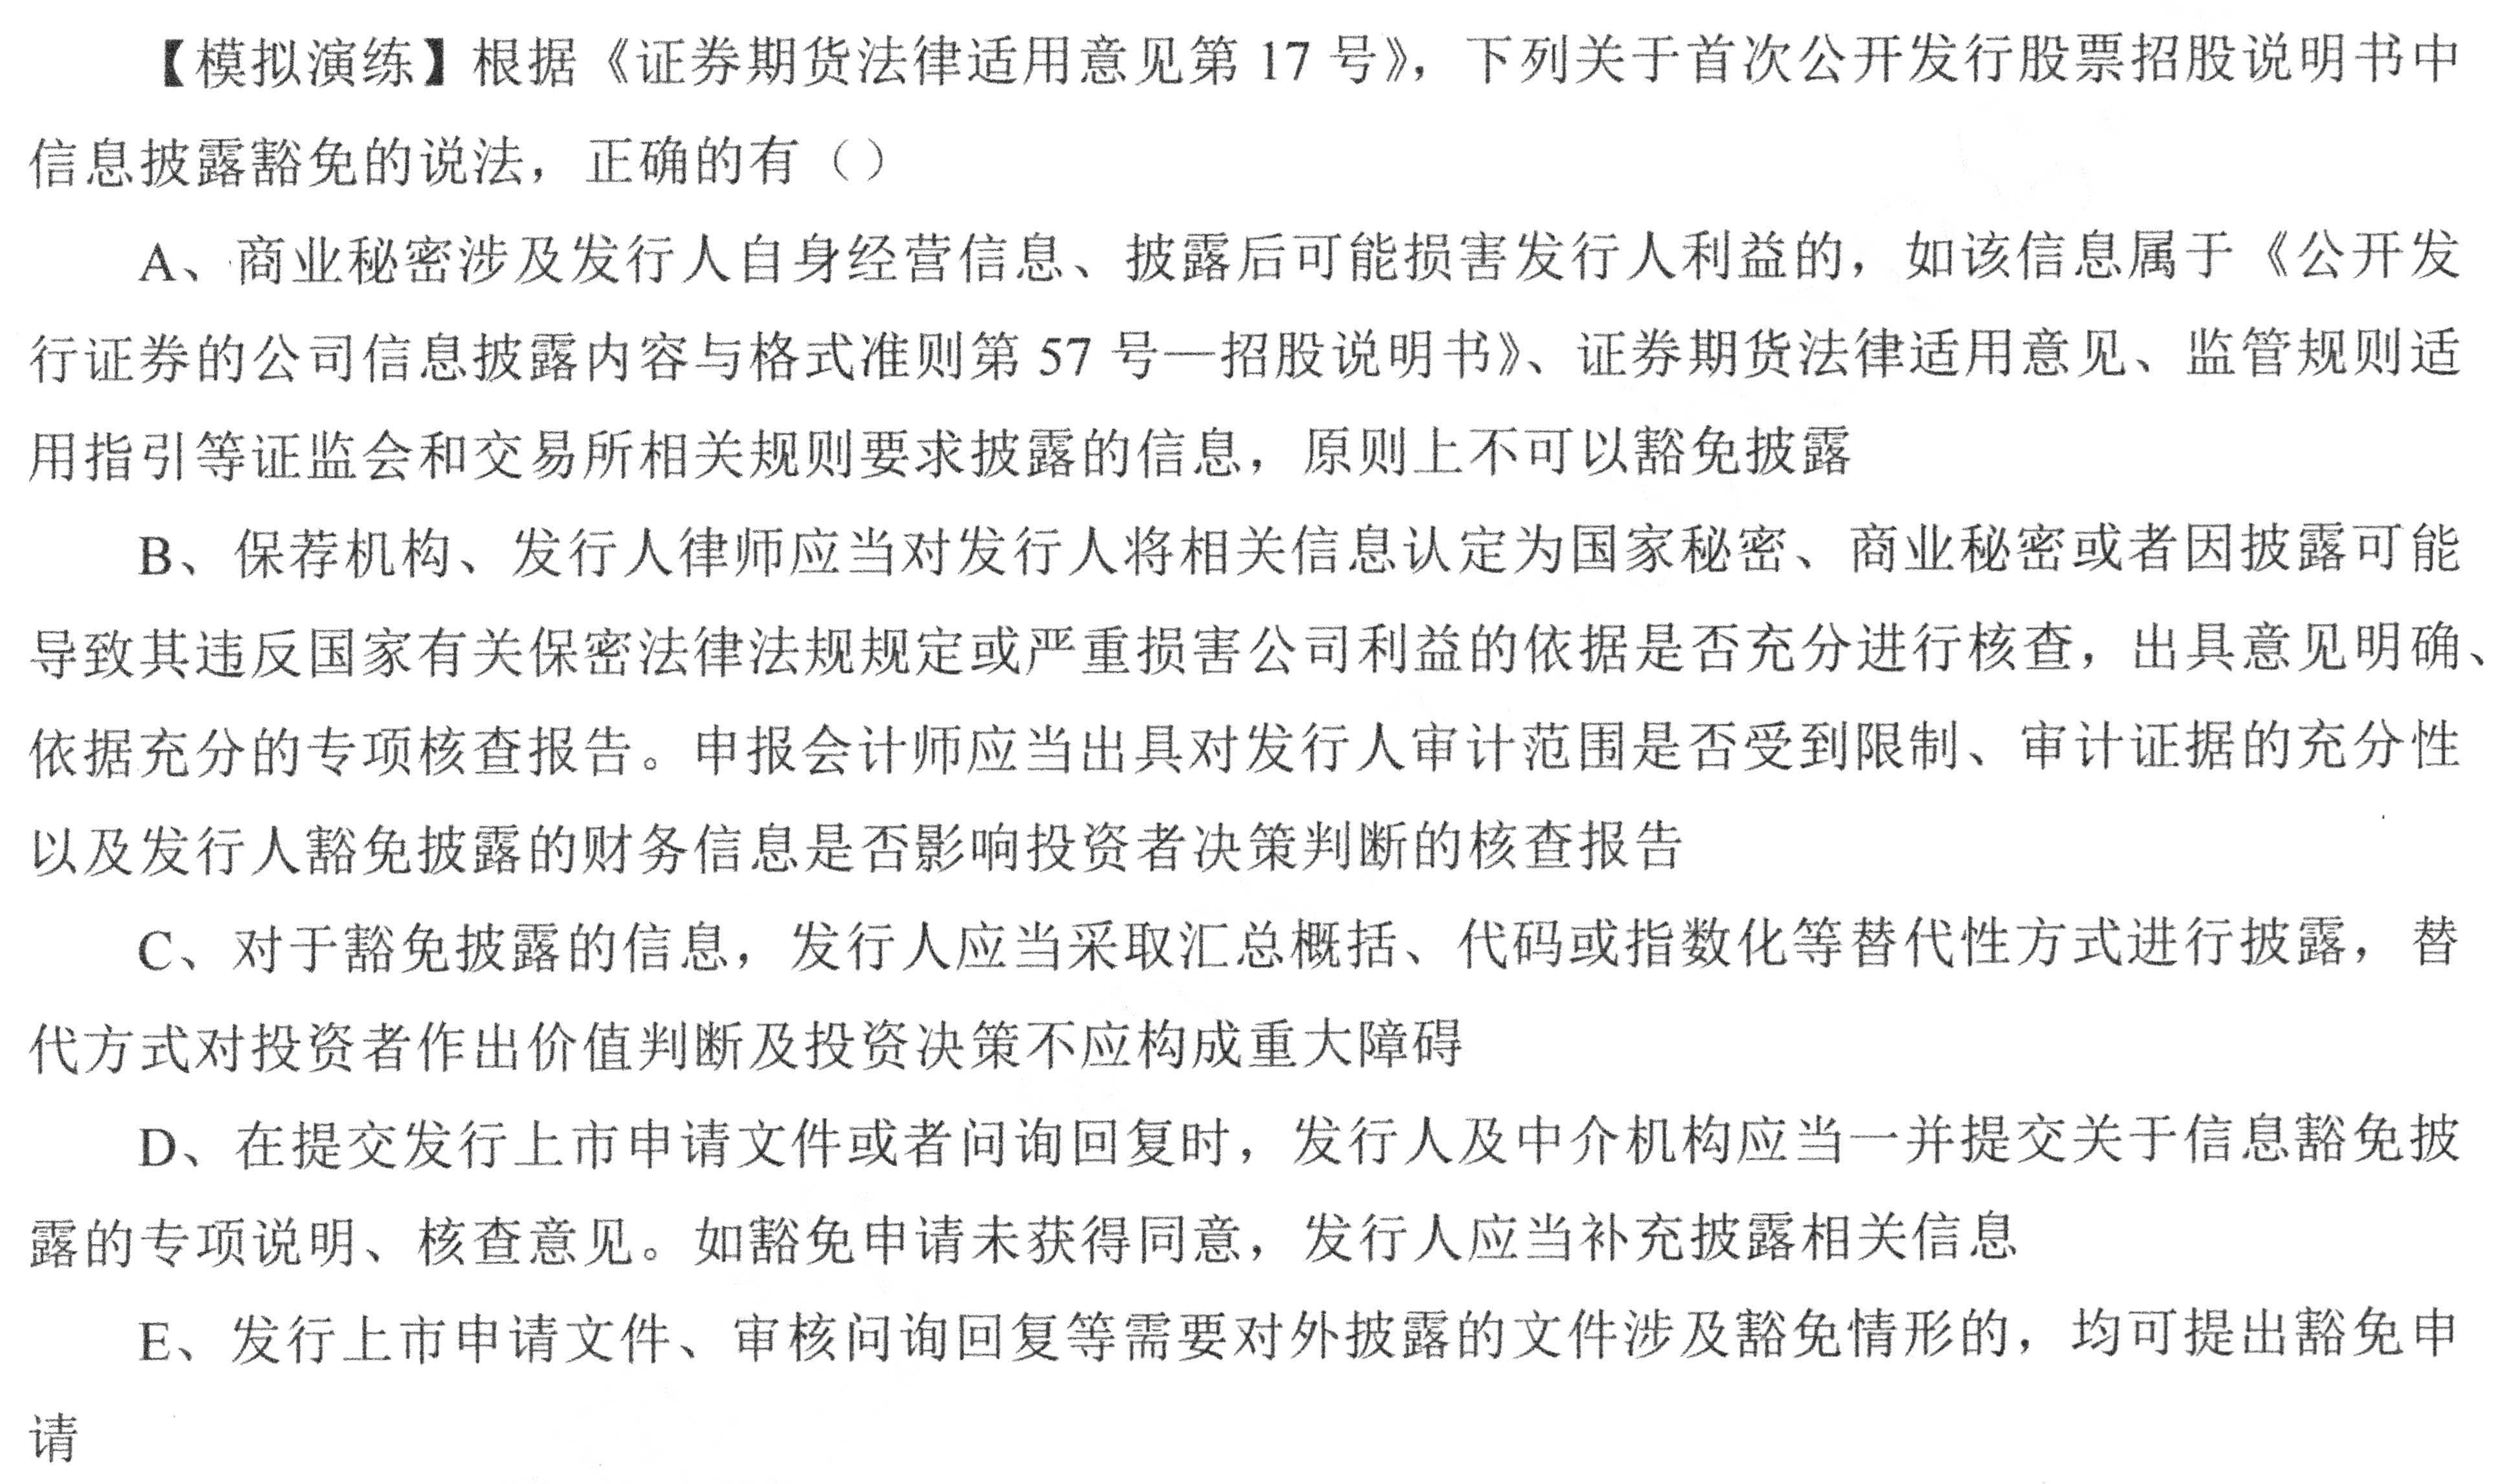 【模拟演练】根据《证券期货法律适用意见第 17 号》，下列关于首次公开发行股票招股说明书中
信息披露豁免的说法，正确的有（）
A、商业秘密涉及发行人自身经营信息、披露后可能损害发行人利益的，如该信息属于《公开发
行证券的公司信息披露内容与格式准则第 57 号—招股说明书》、证券期货法律适用意见、监管规则适
用指引等证监会和交易所相关规则要求披露的信息，原则上不可以豁免披露
B、保荐机构、发行人律师应当对发行人将相关信息认定为国家秘密、商业秘密或者因披露可能
导致其违反国家有关保密法律法规规定或严重损害公司利益的依据是否充分进行核查，出具意见明确、
依据充分的专项核查报告。申报会计师应当出具对发行人审计范围是否受到限制、审计证据的充分性
以及发行人豁免披露的财务信息是否影响投资者决策判断的核查报告
C、对于豁免披露的信息，发行人应当采取汇总概括、代码或指数化等替代性方式进行披露，替
代方式对投资者作出价值判断及投资决策不应构成重大障碍
D、在提交发行上市申请文件或者问询回复时，发行人及中介机构应当一并提交关于信息豁免披
露的专项说明、核查意见。如豁免申请未获得同意，发行人应当补充披露相关信息
E、发行上市申请文件、审核问询回复等需要对外披露的文件涉及豁免情形的，均可提出豁免申
请